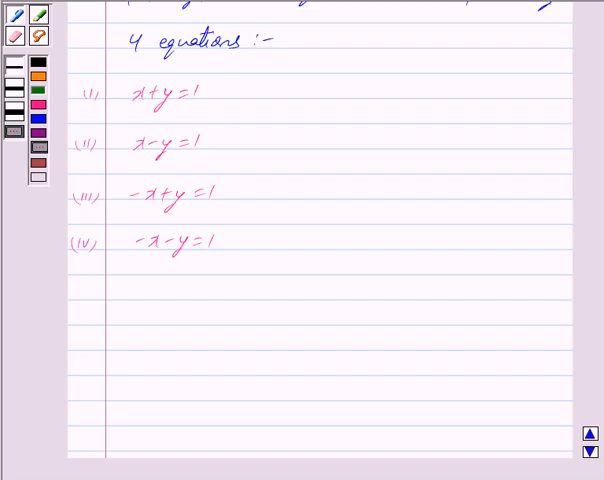 4 equations :-
(I) x+y=1
(II) x-y=1
(III) -x+y=1
(IV) -x-y=1